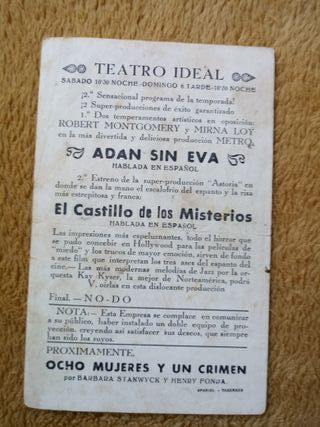 TEATRO IDEAL
SABADO 10'30 NOCHE-DOMINGO 6 TARDE-10'30 NOCHE
¡2.ª Sensacional programa de la temporada!
¡2 Super-producciones de éxito garantizado
1.ª Dos temperamentos artísticos en oposición:
ROBERT MONTGOMERY y MIRNA LOY
en la más divertida y deliciosa producción METRO.
ADAN SIN EVA
HABLADA EN ESPAÑOL
2.ª Estreno de la super-producción "Astoria" en
donde se dan la mano el escalofrío del espanto y la risa
más estrepitosa y franca:
El Castillo de los Misterios
HABLADA EN ESPAÑOL
Las impresiones más espeluznantes, todo el horror que
se pudo concebir en Hollywood para las películas de
"miedo" y los trucos de mayor emoción, sirven de fondo
a este film que interpretan los tres ases del espanto del
cine.— Las más modernas melodías de Jazz por la or-
questa Kay Kyser, la mejor de Norteamérica, podrá
V. oirlas en esta dislocante producción
Final.—NO-DO
NOTA:— Esta Empresa se complace en comunicar
a su público, haber instalado un doble equipo de pro-
yección, creyendo así satisfacer sus deseos, que siempre
han sido los suyos.
PROXIMAMENTE,
OCHO MUJERES Y UN CRIMEN
por BARBARA STANWYCK y HENRY FONDA.